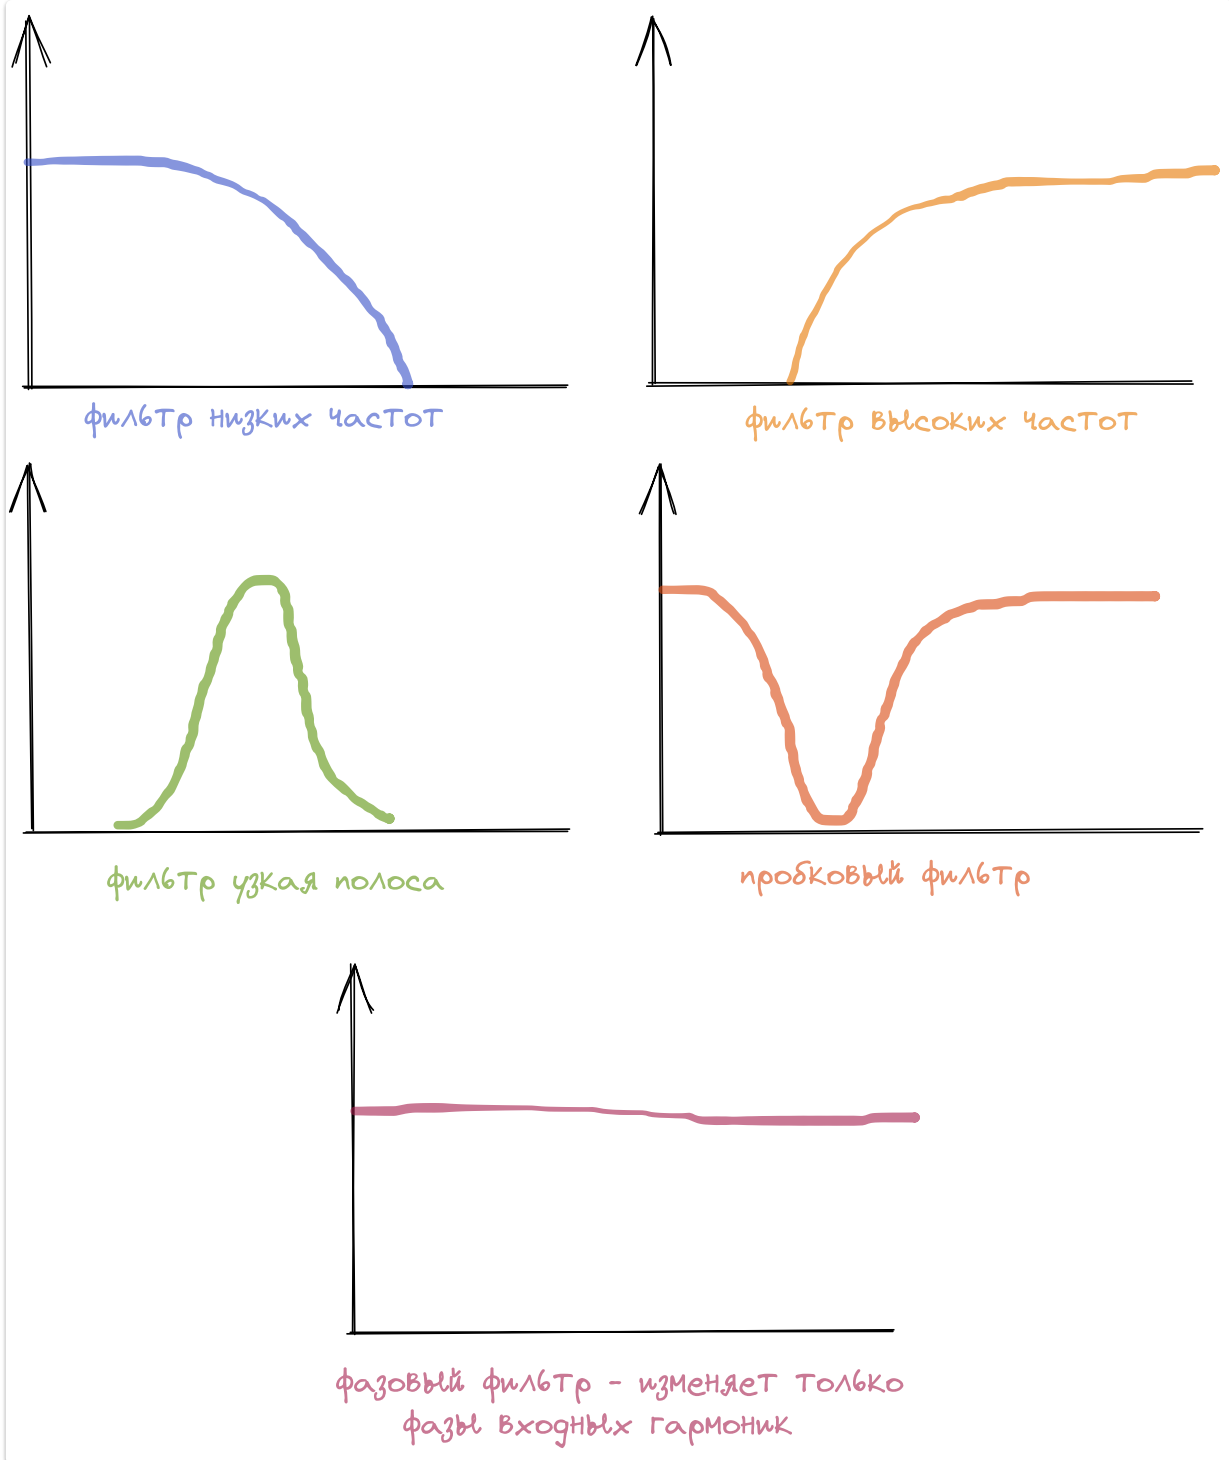 фильтр низких частот
фильтр высоких частот
фильтр узкая полоса
пробковый фильтр
фазовый фильтр - изменяет только
фазы входных гармоник